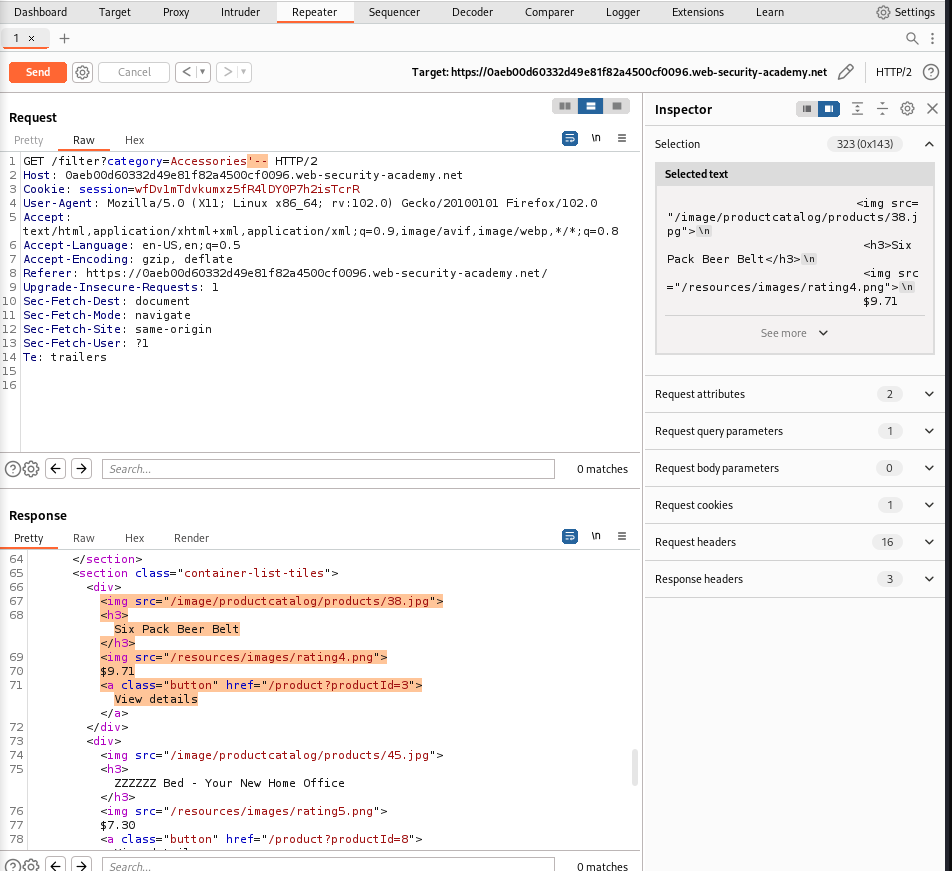 Dashboard Target Proxy Intruder Repeater Sequencer Decoder Comparer Logger Extensions Learn Settings
1 × +
Send Cancel < ▾ > ▾ Target: https://0aeb00d60332d49e81f82a4500cf0096.web-security-academy.net HTTP/2 ?
Request
Pretty Raw Hex \n ≡
1 GET /filter?category=Accessories'-- HTTP/2
2 Host: 0aeb00d60332d49e81f82a4500cf0096.web-security-academy.net
3 Cookie: session=wfDv1mTdvkumxz5fR4lDYOP7h2isTcrR
4 User-Agent: Mozilla/5.0 (X11; Linux x86_64; rv:102.0) Gecko/20100101 Firefox/102.0
5 Accept:
text/html,application/xhtml+xml,application/xml;q=0.9,image/avif,image/webp,*/*;q=0.8
6 Accept-Language: en-US,en;q=0.5
7 Accept-Encoding: gzip, deflate
8 Referer: https://0aeb00d60332d49e81f82a4500cf0096.web-security-academy.net/
9 Upgrade-Insecure-Requests: 1
10 Sec-Fetch-Dest: document
11 Sec-Fetch-Mode: navigate
12 Sec-Fetch-Site: same-origin
13 Sec-Fetch-User: ?1
14 Te: trailers
15
16
? Search... 0 matches
Response
Pretty Raw Hex Render \n ≡
64 </section>
65 <section class="container-list-tiles">
66 <div>
67 <img src="/image/productcatalog/products/38.jpg">
68 <h3>
Six Pack Beer Belt
</h3>
69 <img src="/resources/images/rating4.png">
70 $9.71
71 <a class="button" href="/product?productId=3">
View details
</a>
72 </div>
73 <div>
74 <img src="/image/productcatalog/products/45.jpg">
75 <h3>
ZZZZZZ Bed - Your New Home Office
</h3>
76 <img src="/resources/images/rating5.png">
77 $7.30
78 <a class="button" href="/product?productId=8">
? Search... 0 matches
Inspector
Selection 323 (0x143)
Selected text
<img src=
"/image/productcatalog/products/38.j
pg">\n
<h3>Six
Pack Beer Belt</h3>\n
<img src
="/resources/images/rating4.png">\n
$9.71
See more
Request attributes 2
Request query parameters 1
Request body parameters 0
Request cookies 1
Request headers 16
Response headers 3